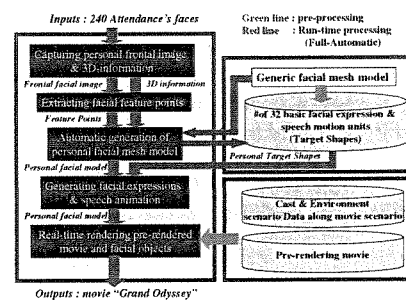 Inputs : 240 Attendance's faces
Green line : pre-processing
Red line : Run-time processing
(Full-Automatic)
Capturing personal frontal image
& 3D-information
Frontal facial image
3D information
Extracting facial feature points
Feature Points
Automatic generation of
personal facial mesh model
Personal facial model
Generating facial expressions
& speech animation
Personal facial model
Real-time rendering pre-rendered
movie and facial objects
Outputs : movie "Grand Odyssey"
Generic facial mesh model
#of 32 basic facial expression &
speech motion units
(Target Shapes)
Personal Target Shapes
Cast & Environment
scenario Data along movie scenario
Pre-rendering movie